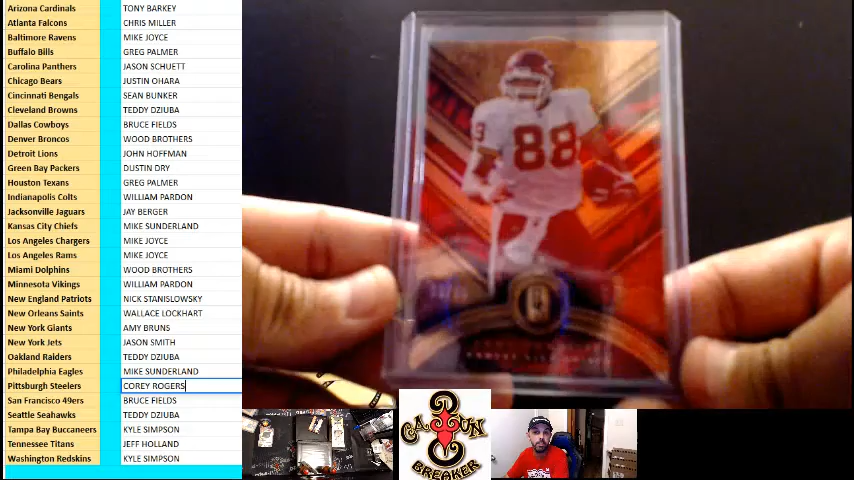 Arizona Cardinals TONY BARKEY
Atlanta Falcons CHRIS MILLER
Baltimore Ravens MIKE JOYCE
Buffalo Bills GREG PALMER
Carolina Panthers JASON SCHUETT
Chicago Bears JUSTIN OHARA
Cincinnati Bengals SEAN BUNKER
Cleveland Browns TEDDY DZIUBA
Dallas Cowboys BRUCE FIELDS
Denver Broncos WOOD BROTHERS
Detroit Lions JOHN HOFFMAN
Green Bay Packers DUSTIN DRY
Houston Texans GREG PALMER
Indianapolis Colts WILLIAM PARDON
Jacksonville Jaguars JAY BERGER
Kansas City Chiefs MIKE SUNDERLAND
Los Angeles Chargers MIKE JOYCE
Los Angeles Rams MIKE JOYCE
Miami Dolphins WOOD BROTHERS
Minnesota Vikings WILLIAM PARDON
New England Patriots NICK STANISLOWSKY
New Orleans Saints WALLACE LOCKHART
New York Giants AMY BRUNS
New York Jets JASON SMITH
Oakland Raiders TEDDY DZIUBA
Philadelphia Eagles MIKE SUNDERLAND
Pittsburgh Steelers COREY ROGERS
San Francisco 49ers BRUCE FIELDS
Seattle Seahawks TEDDY DZIUBA
Tampa Bay Buccaneers KYLE SIMPSON
Tennessee Titans JEFF HOLLAND
Washington Redskins KYLE SIMPSON
88
CAJUN
BREAKER